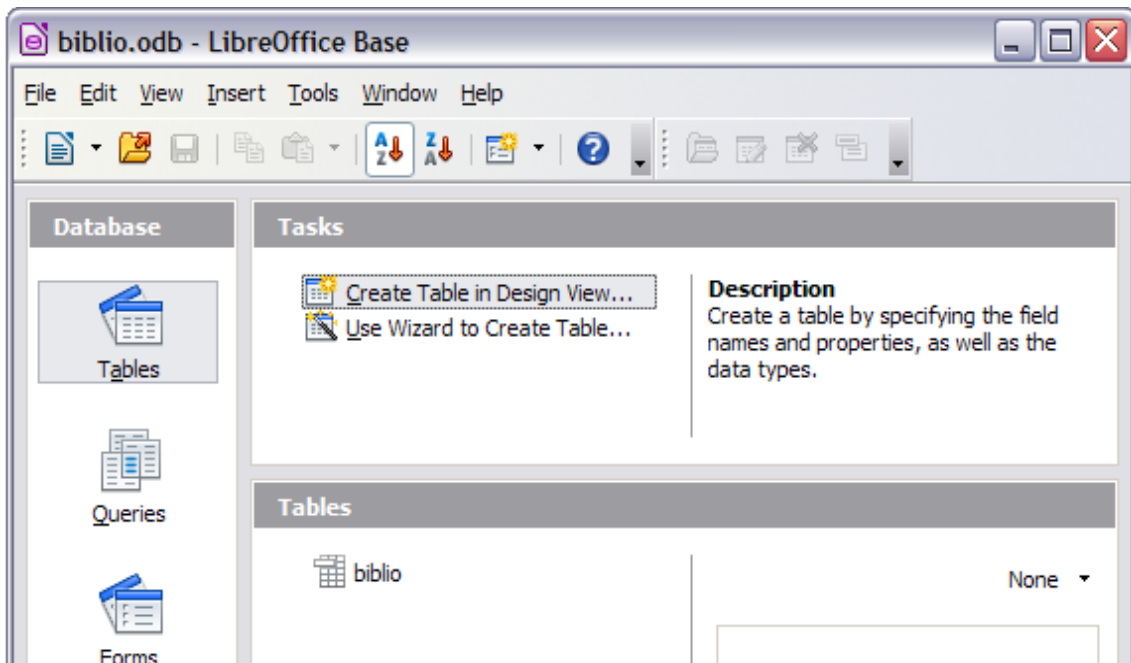 biblio.odb - LibreOffice Base
File Edit View Insert Tools Window Help
Database
Tasks
Create Table in Design View...
Use Wizard to Create Table...
Description
Create a table by specifying the field
names and properties, as well as the
data types.
Tables
Queries
Forms
Tables
biblio
None